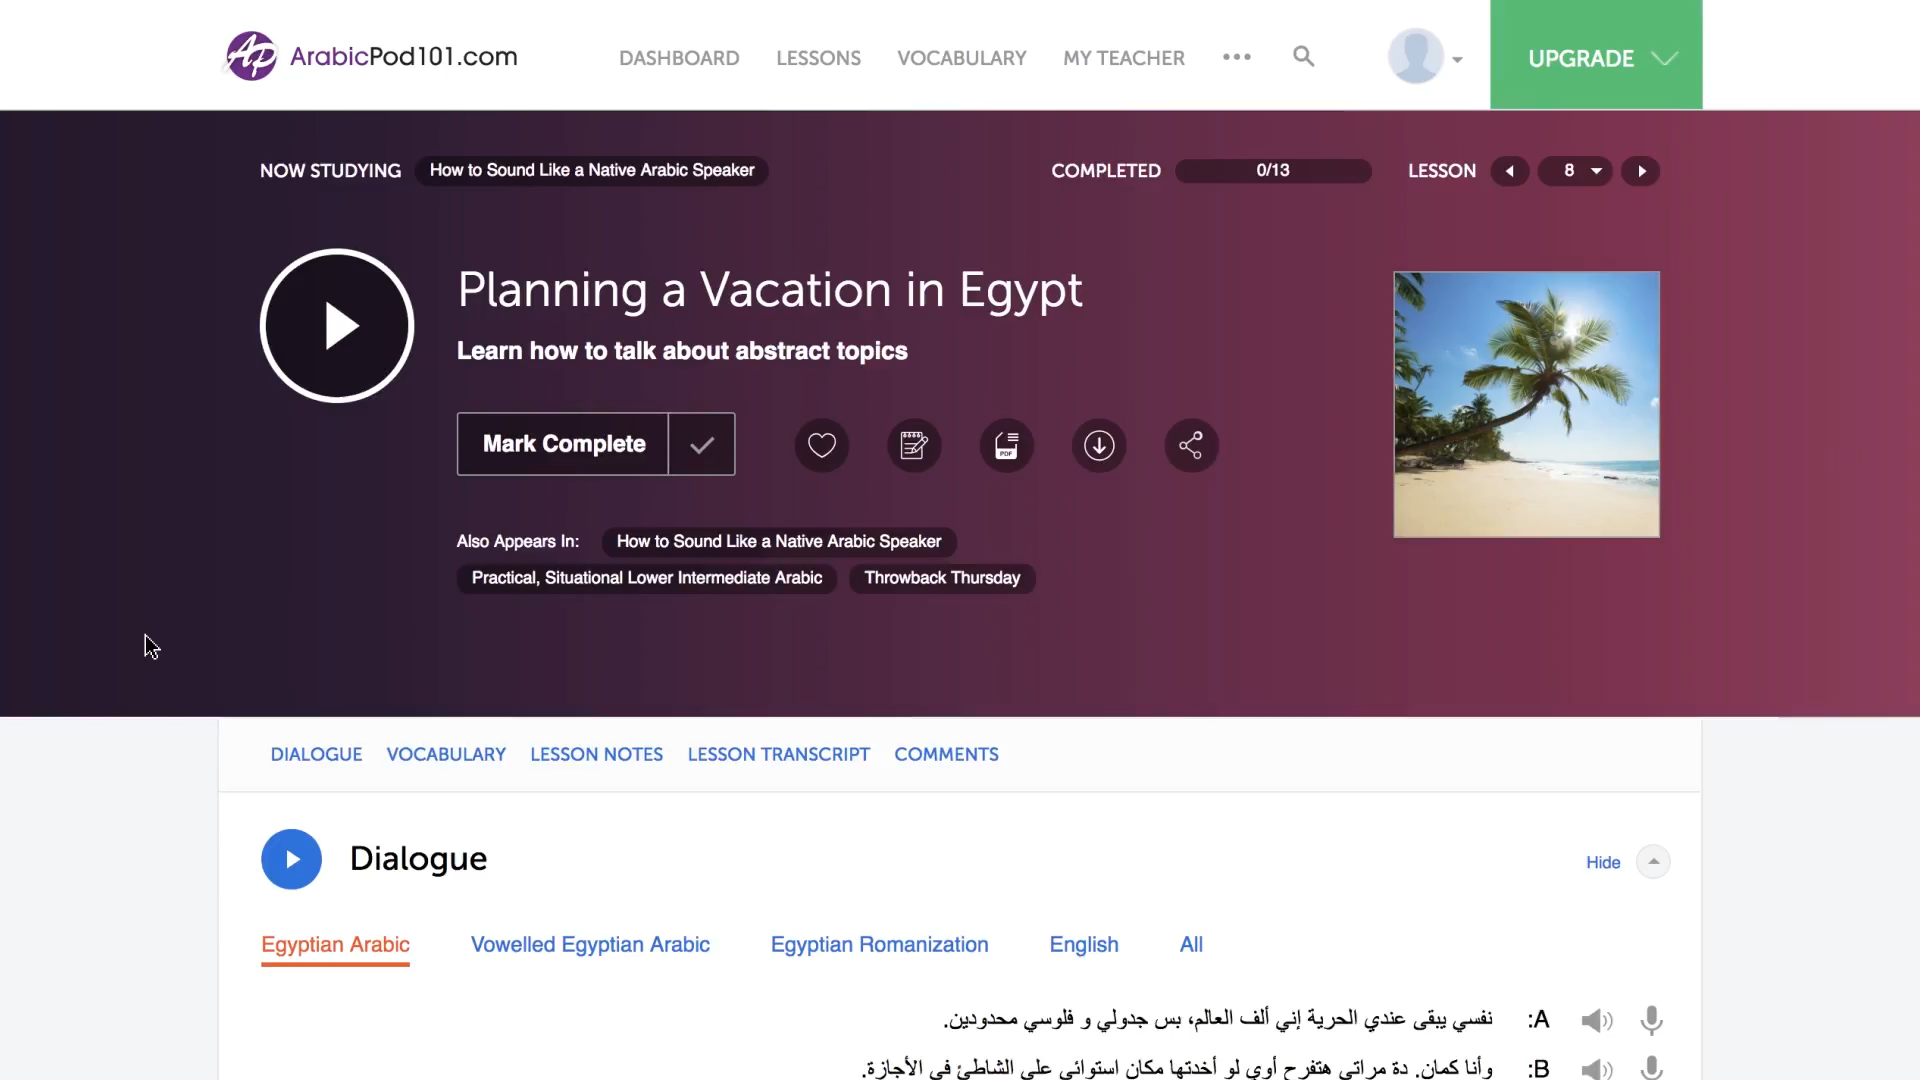 ArabicPod101.com
DASHBOARD LESSONS VOCABULARY MY TEACHER UPGRADE
NOW STUDYING How to Sound Like a Native Arabic Speaker COMPLETED 0/13 LESSON 8
Planning a Vacation in Egypt
Learn how to talk about abstract topics
Mark Complete
PDF
Also Appears In: How to Sound Like a Native Arabic Speaker
Practical, Situational Lower Intermediate Arabic Throwback Thursday
DIALOGUE VOCABULARY LESSON NOTES LESSON TRANSCRIPT COMMENTS
Dialogue
Hide
Egyptian Arabic Vowelled Egyptian Arabic Egyptian Romanization English All
A: نفسي يبقى عندي الحرية إني ألف العالم، بس جدولي و فلوسي محدودين.
B: وأنا كمان. دة مراتي هتفرح أوي لو أخدتها مكان استوائي على الشاطئ في الأجازة.